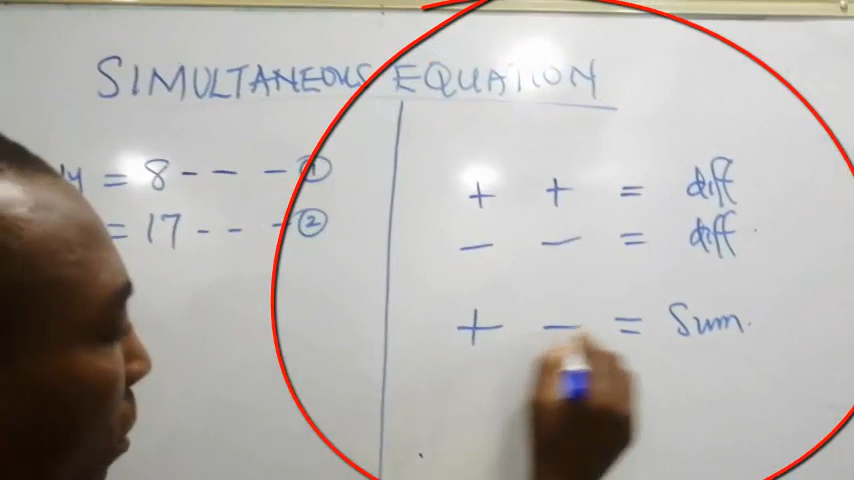 SIMULTANEOUS EQUATION
y = 8 - - - ①
= 17 - - - ②
+ + = diff
- - = diff
+ - = Sum.